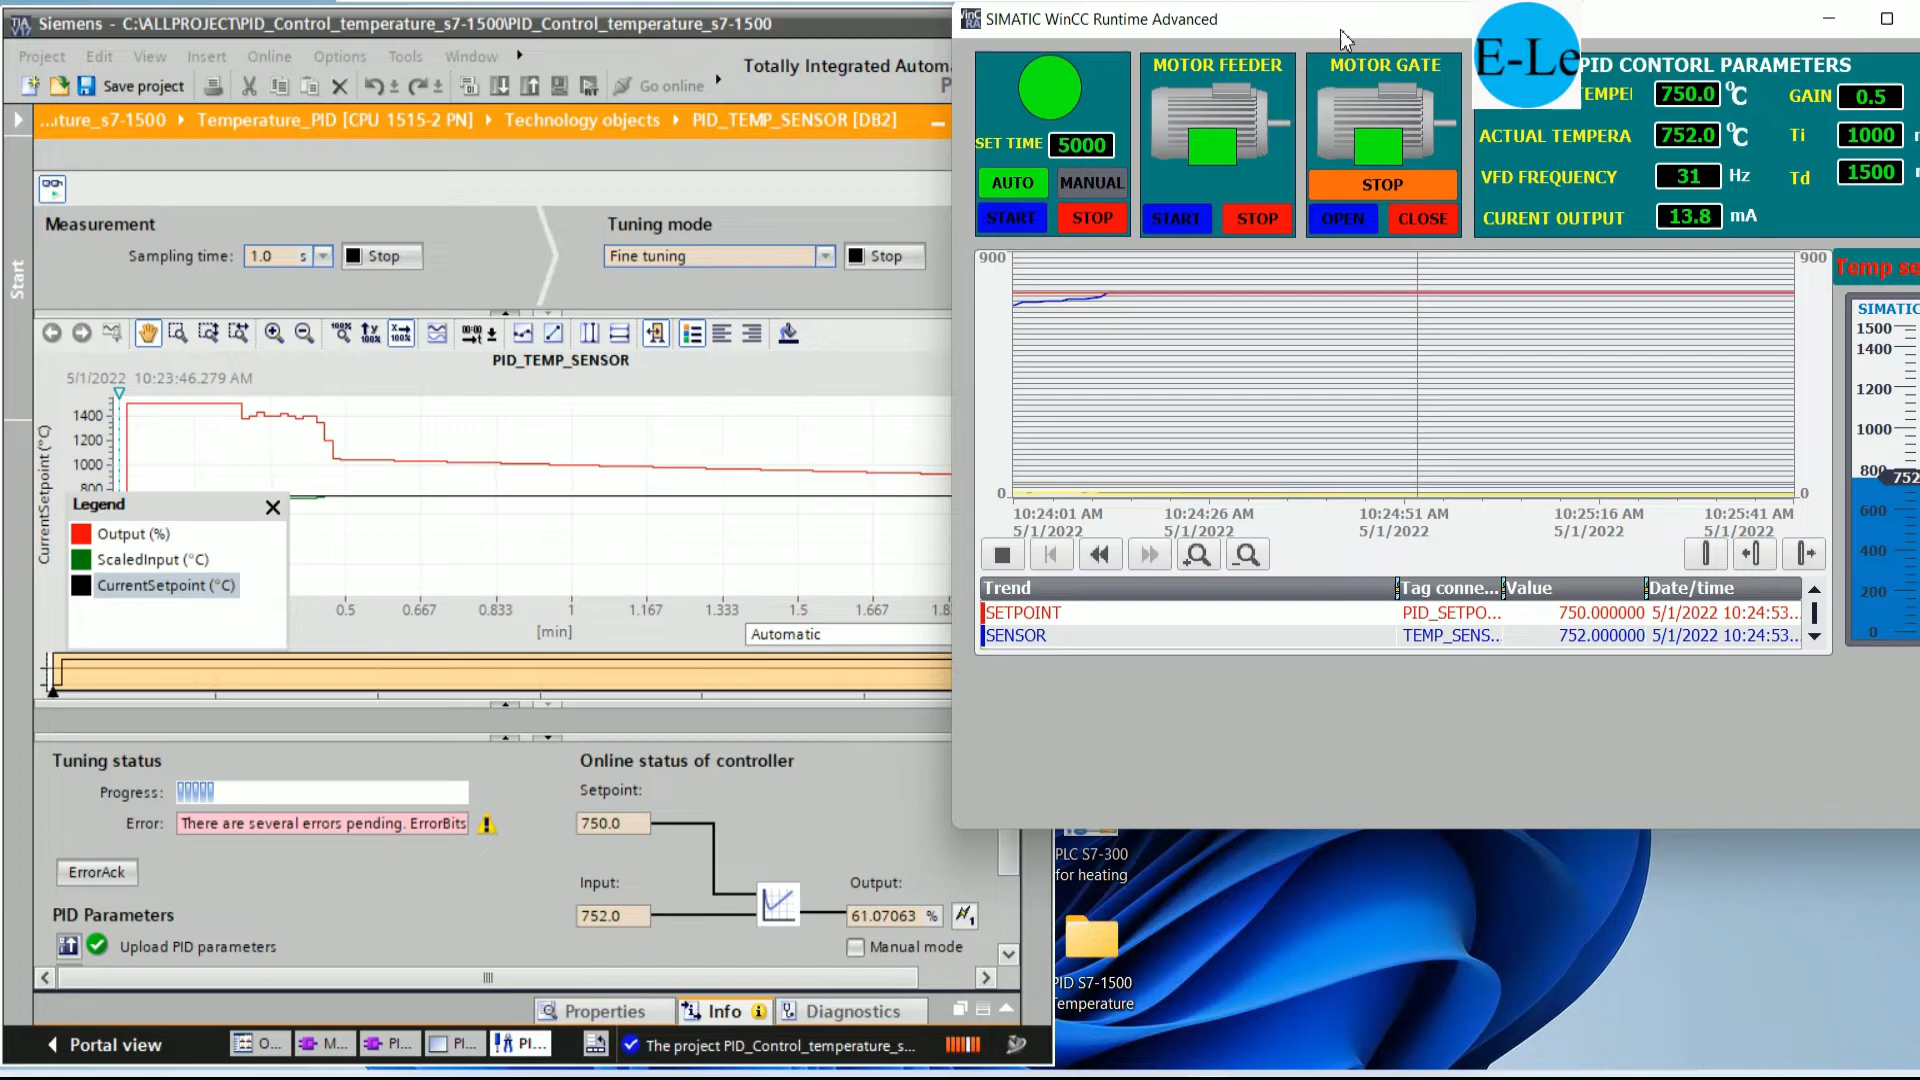 Siemens - C:\ALLPROJECT\PID_Control_temperature_s7-1500\PID_Control_temperature_s7-1500
Project Edit View Insert Online Options Tools Window
Totally Integrated Autom
Save project
Go online
...iture_s7-1500 Temperature_PID [CPU 1515-2 PN] Technology objects PID_TEMP_SENSOR [DB2]
Start
Measurement
Tuning mode
Sampling time: 1.0 s Stop
Fine tuning Stop
PID_TEMP_SENSOR
5/1/2022 10:23:46.279 AM
CurrentSetpoint (°C)
1400
1200
1000
800
Legend
Output (%)
ScaledInput (°C)
CurrentSetpoint (°C)
0.5 0.667 0.833 1 1.167 1.333 1.5 1.667 1.8
[min]
Automatic
Tuning status
Progress:
Error: There are several errors pending. ErrorBits
ErrorAck
PID Parameters
Upload PID parameters
Online status of controller
Setpoint:
750.0
Input:
752.0
Output:
61.07063 %
Manual mode
Properties Info Diagnostics
Portal view
O... M... PI... PI... PI...
The project PID_Control_temperature_s...
SIMATIC WinCC Runtime Advanced
SET TIME 5000
AUTO MANUAL
START STOP
MOTOR FEEDER
START STOP
MOTOR GATE
STOP
OPEN CLOSE
E-Le
PID CONTORL PARAMETERS
TEMPE 750.0 °C
GAIN 0.5
ACTUAL TEMPERA 752.0 °C
Ti 1000
VFD FREQUENCY 31 Hz
Td 1500
CURENT OUTPUT 13.8 mA
900 900
0 0
10:24:01 AM 10:24:26 AM 10:24:51 AM 10:25:16 AM 10:25:41 AM
5/1/2022 5/1/2022 5/1/2022 5/1/2022 5/1/2022
Trend Tag conne... Value Date/time
SETPOINT PID_SETPO... 750.000000 5/1/2022 10:24:53...
SENSOR TEMP_SENS.. 752.000000 5/1/2022 10:24:53...
Temp se
SIMATIC
1500
1400
1200
1000
800
752
600
400
200
0
PLC S7-300
for heating
PID S7-1500
Temperature